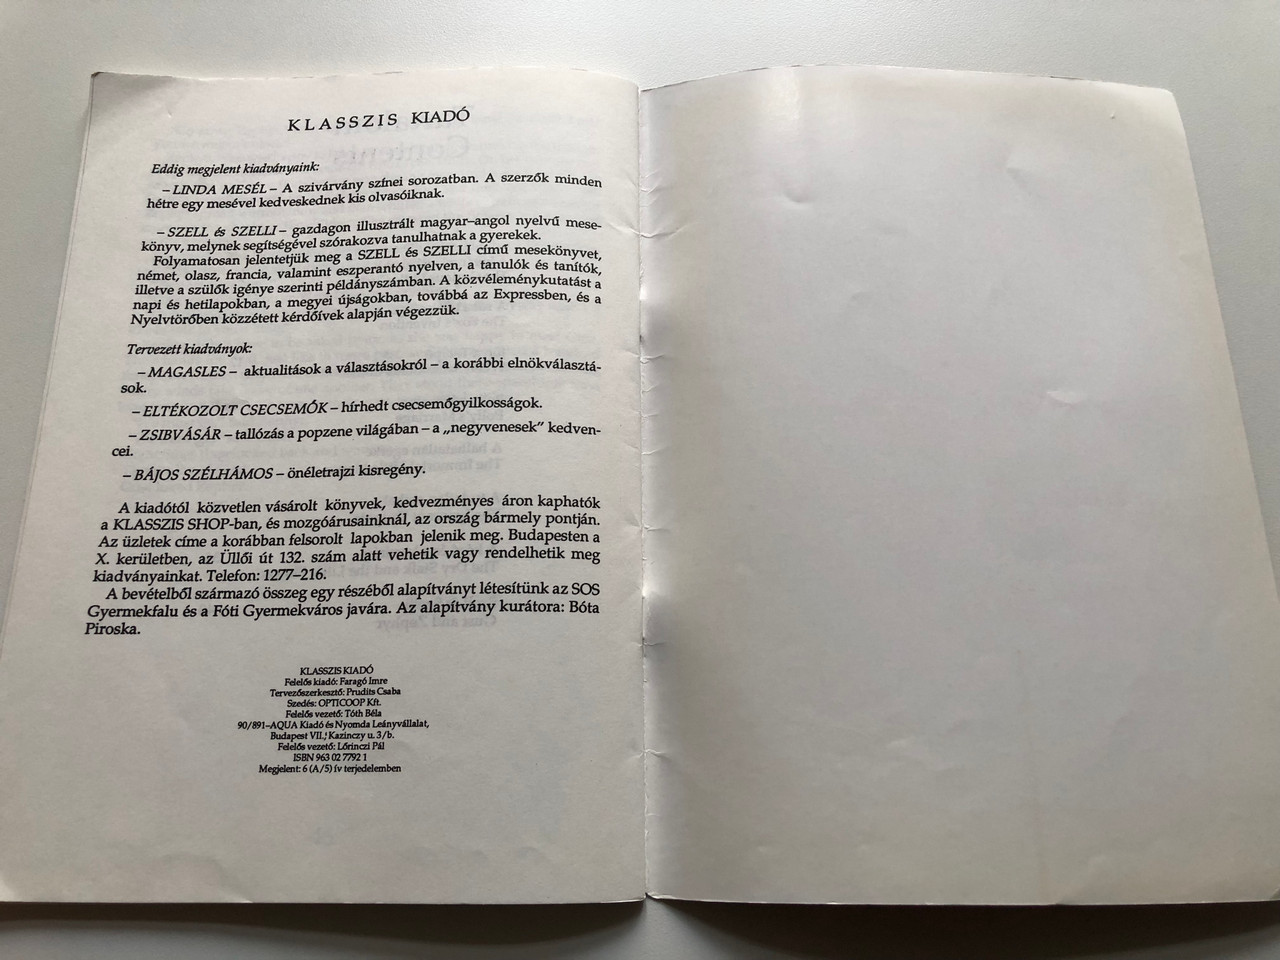 KLASSZIS KIADÓ
Eddig megjelent kiadványaink:
– LINDA MESÉL – A szivárvány színei sorozatban. A szerzők minden
hétre egy mesével kedveskednek kis olvasóiknak.
– SZELL és SZELLI – gazdagon illusztrált magyar–angol nyelvű mese-
könyv, melynek segítségével szórakozva tanulhatnak a gyerekek.
Folyamatosan jelentetjük meg a SZELL és SZELLI című mesekönyvet,
német, olasz, francia, valamint eszperantó nyelven, a tanulók és tanítók,
illetve a szülők igénye szerinti példányszámban. A közvéleménykutatást a
napi és hetilapokban, a megyei újságokban, továbbá az Expressben, és a
Nyelvtörőben közzétett kérdőívek alapján végezzük.
Tervezett kiadványok:
– MAGASLES – aktualitások a választásokról – a korábbi elnökválasztá-
sok.
– ELTÉKOZOLT CSECSEMŐK – hírhedt csecsemőgyilkosságok.
– ZSIBVÁSÁR – tallózás a popzene világában – a „negyvenesek” kedven-
cei.
– BÁJOS SZÉLHÁMOS – önéletrajzi kisregény.
A kiadótól közvetlen vásárolt könyvek, kedvezményes áron kaphatók
a KLASSZIS SHOP-ban, és mozgóárusainknál, az ország bármely pontján.
Az üzletek címe a korábban felsorolt lapokban jelenik meg. Budapesten a
X. kerületben, az Üllői út 132. szám alatt vehetik vagy rendelhetik meg
kiadványainkat. Telefon: 1277–216.
A bevételből származó összeg egy részéből alapítványt létesítünk az SOS
Gyermekfalu és a Fóti Gyermekváros javára. Az alapítvány kurátora: Bóta
Piroska.
KLASSZIS KIADÓ
Felelős kiadó: Faragó Imre
Tervezőszerkesztő: Prudits Csaba
Szedés: OPTICOOP Kft.
Felelős vezető: Tóth Béla
90/891–AQUA Kiadó és Nyomda Leányvállalat,
Budapest VII., Kazinczy u. 3/b.
Felelős vezető: Lőrinczi Pál
ISBN 963 02 7792 1
Megjelent: 6 (A/5) ív terjedelemben